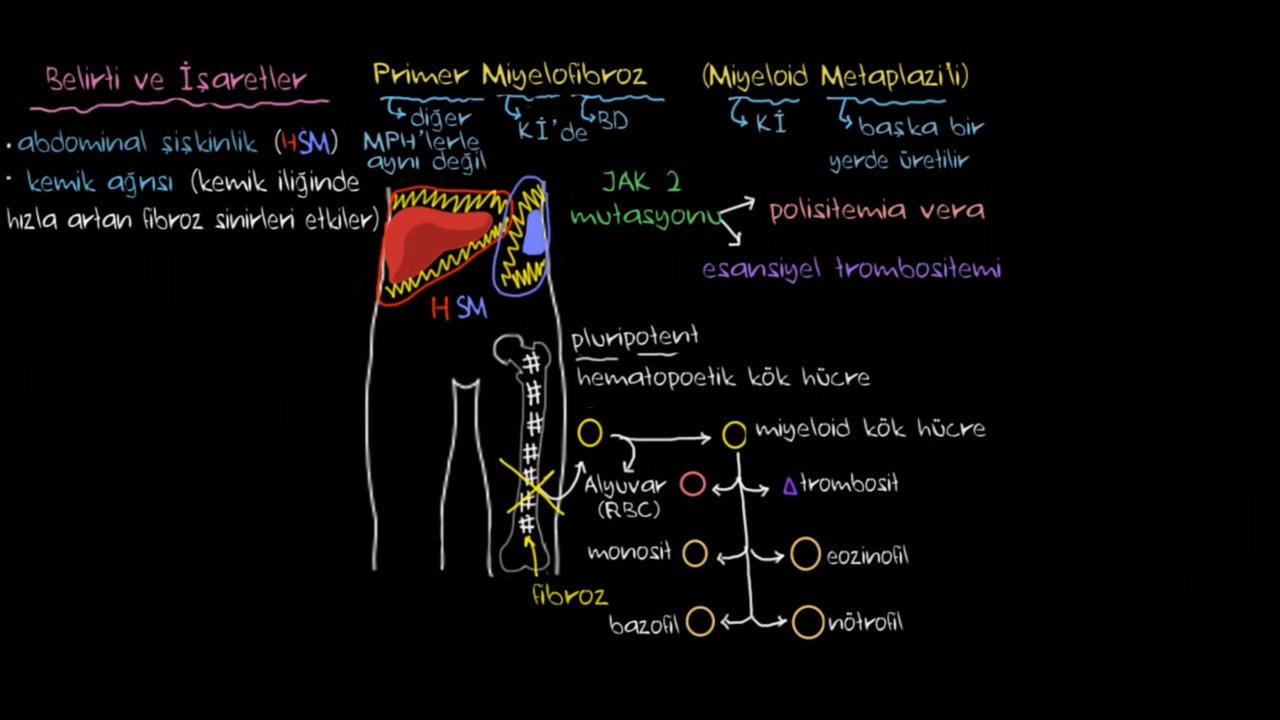 Belirti ve İşaretler
• abdominal şişkinlik (HSM)
• kemik ağrısı (kemik iliğinde
hızla artan fibroz sinirleri etkiler)
Primer Miyelofibroz (Miyeloid Metaplazili)
diğer
MPH'lerle
aynı değil
Kİ'de
BD
Kİ
başka bir
yerde üretilir
JAK 2
mutasyonu
polisitemia vera
esansiyel trombositemi
HSM
pluripotent
hematopoetik kök hücre
miyeloid kök hücre
Alyuvar
(RBC)
trombosit
monosit
eozinofil
bazofil
nötrofil
fibroz